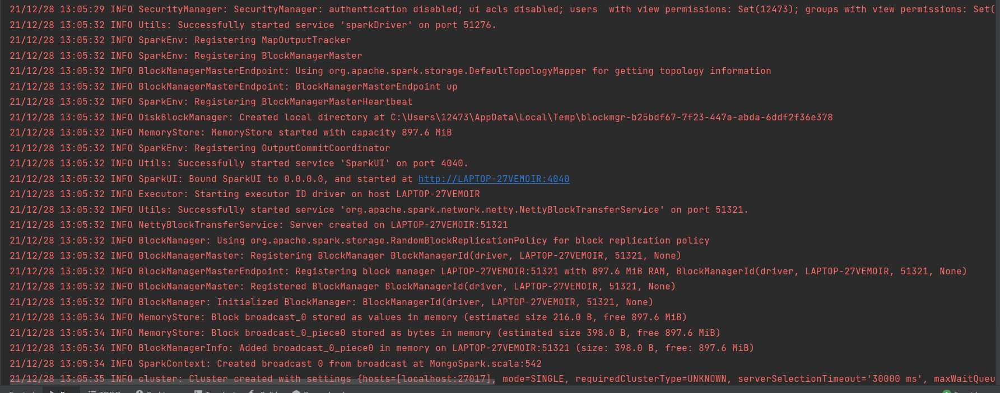 21/12/28 13:05:29 INFO SecurityManager: SecurityManager: authentication disabled; ui acls disabled; users  with view permissions: Set(12473); groups with view permissions: Set(
21/12/28 13:05:32 INFO Utils: Successfully started service 'sparkDriver' on port 51276.
21/12/28 13:05:32 INFO SparkEnv: Registering MapOutputTracker
21/12/28 13:05:32 INFO SparkEnv: Registering BlockManagerMaster
21/12/28 13:05:32 INFO BlockManagerMasterEndpoint: Using org.apache.spark.storage.DefaultTopologyMapper for getting topology information
21/12/28 13:05:32 INFO BlockManagerMasterEndpoint: BlockManagerMasterEndpoint up
21/12/28 13:05:32 INFO SparkEnv: Registering BlockManagerMasterHeartbeat
21/12/28 13:05:32 INFO DiskBlockManager: Created local directory at C:\Users\12473\AppData\Local\Temp\blockmgr-b25bdf67-7f23-447a-abda-6ddf2f36e378
21/12/28 13:05:32 INFO MemoryStore: MemoryStore started with capacity 897.6 MiB
21/12/28 13:05:32 INFO SparkEnv: Registering OutputCommitCoordinator
21/12/28 13:05:32 INFO Utils: Successfully started service 'SparkUI' on port 4040.
21/12/28 13:05:32 INFO SparkUI: Bound SparkUI to 0.0.0.0, and started at http://LAPTOP-27VEMOIR:4040
21/12/28 13:05:32 INFO Executor: Starting executor ID driver on host LAPTOP-27VEMOIR
21/12/28 13:05:32 INFO Utils: Successfully started service 'org.apache.spark.network.netty.NettyBlockTransferService' on port 51321.
21/12/28 13:05:32 INFO NettyBlockTransferService: Server created on LAPTOP-27VEMOIR:51321
21/12/28 13:05:32 INFO BlockManager: Using org.apache.spark.storage.RandomBlockReplicationPolicy for block replication policy
21/12/28 13:05:32 INFO BlockManagerMaster: Registering BlockManager BlockManagerId(driver, LAPTOP-27VEMOIR, 51321, None)
21/12/28 13:05:32 INFO BlockManagerMasterEndpoint: Registering block manager LAPTOP-27VEMOIR:51321 with 897.6 MiB RAM, BlockManagerId(driver, LAPTOP-27VEMOIR, 51321, None)
21/12/28 13:05:32 INFO BlockManagerMaster: Registered BlockManager BlockManagerId(driver, LAPTOP-27VEMOIR, 51321, None)
21/12/28 13:05:32 INFO BlockManager: Initialized BlockManager: BlockManagerId(driver, LAPTOP-27VEMOIR, 51321, None)
21/12/28 13:05:34 INFO MemoryStore: Block broadcast_0 stored as values in memory (estimated size 216.0 B, free 897.6 MiB)
21/12/28 13:05:34 INFO MemoryStore: Block broadcast_0_piece0 stored as bytes in memory (estimated size 398.0 B, free 897.6 MiB)
21/12/28 13:05:34 INFO BlockManagerInfo: Added broadcast_0_piece0 in memory on LAPTOP-27VEMOIR:51321 (size: 398.0 B, free: 897.6 MiB)
21/12/28 13:05:34 INFO SparkContext: Created broadcast 0 from broadcast at MongoSpark.scala:542
21/12/28 13:05:35 INFO cluster: Cluster created with settings {hosts=[localhost:27017], mode=SINGLE, requiredClusterType=UNKNOWN, serverSelectionTimeout='30000 ms', maxWaitQueu